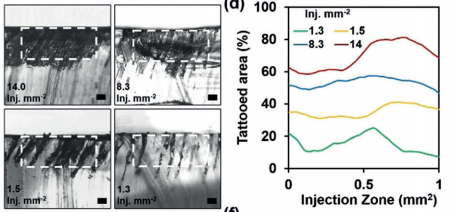 14.0
Inj. mm-2
8.3
Inj. mm-2
1.5
Inj. mm-2
1.3
Inj. mm-2
(d)
Inj. mm-2
1.3 1.5
8.3 14
Tattooed area (%)
100
80
60
40
20
0
0 0.5 1
Injection Zone (mm2)